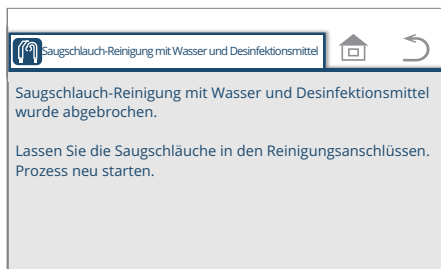 Saugschlauch-Reinigung mit Wasser und Desinfektionsmittel
Saugschlauch-Reinigung mit Wasser und Desinfektionsmittel
wurde abgebrochen.
Lassen Sie die Saugschläuche in den Reinigungsanschlüssen.
Prozess neu starten.